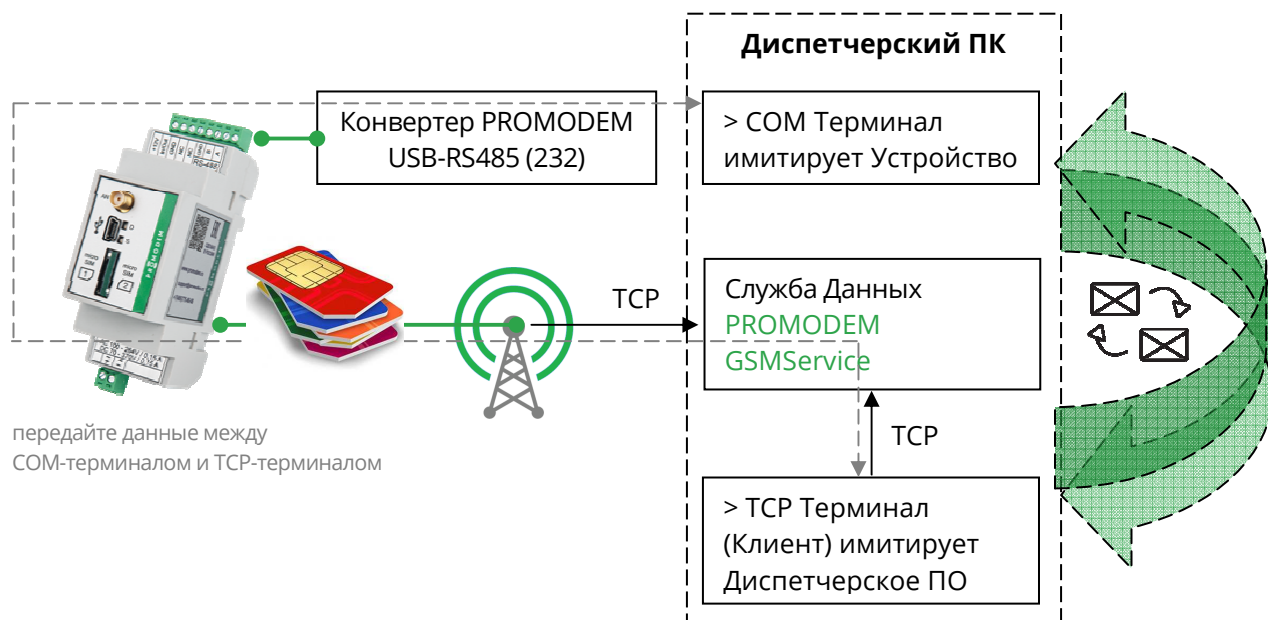 Диспетчерский ПК
Конвертер PROMODEM
USB-RS485 (232)
> COM Терминал
имитирует Устройство
TCP
Служба Данных
PROMODEM
GSMService
TCP
передайте данные между
COM-терминалом и TCP-терминалом
> TCP Терминал
(Клиент) имитирует
Диспетчерское ПО